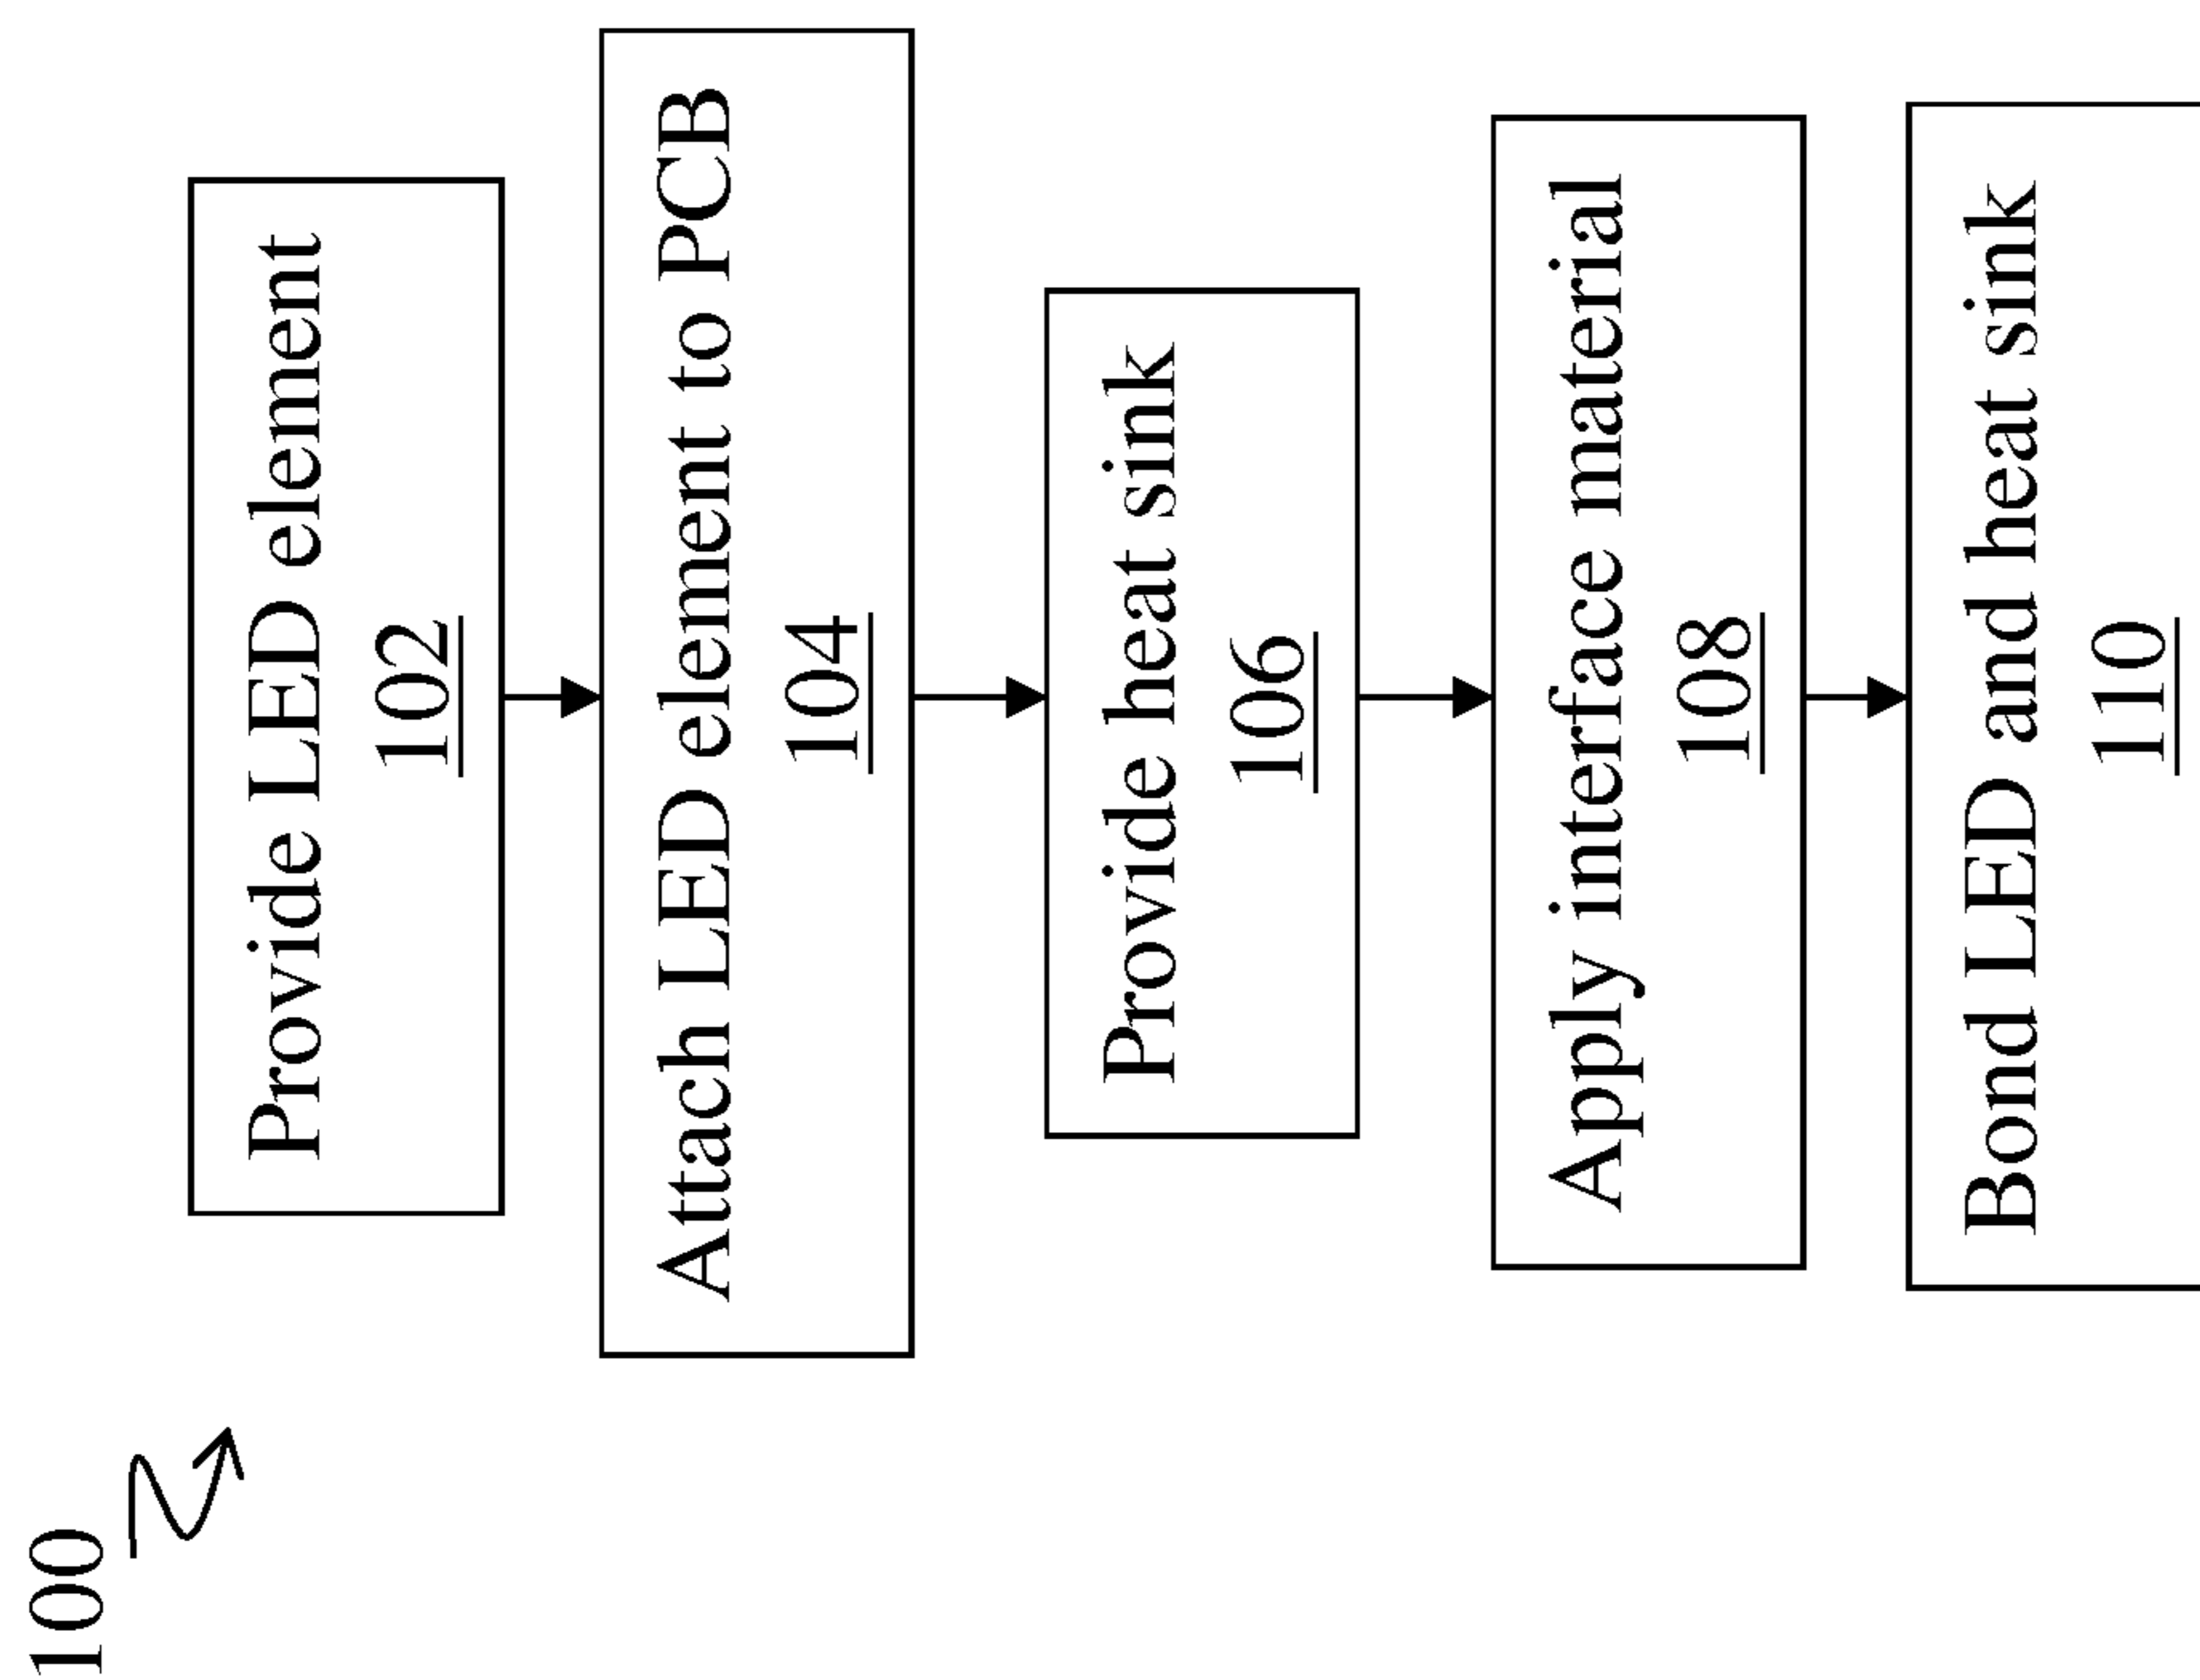 100
Provide LED element
102
Attach LED element to PCB
104
Provide heat sink
106
Apply interface material
108
Bond LED and heat sink
110